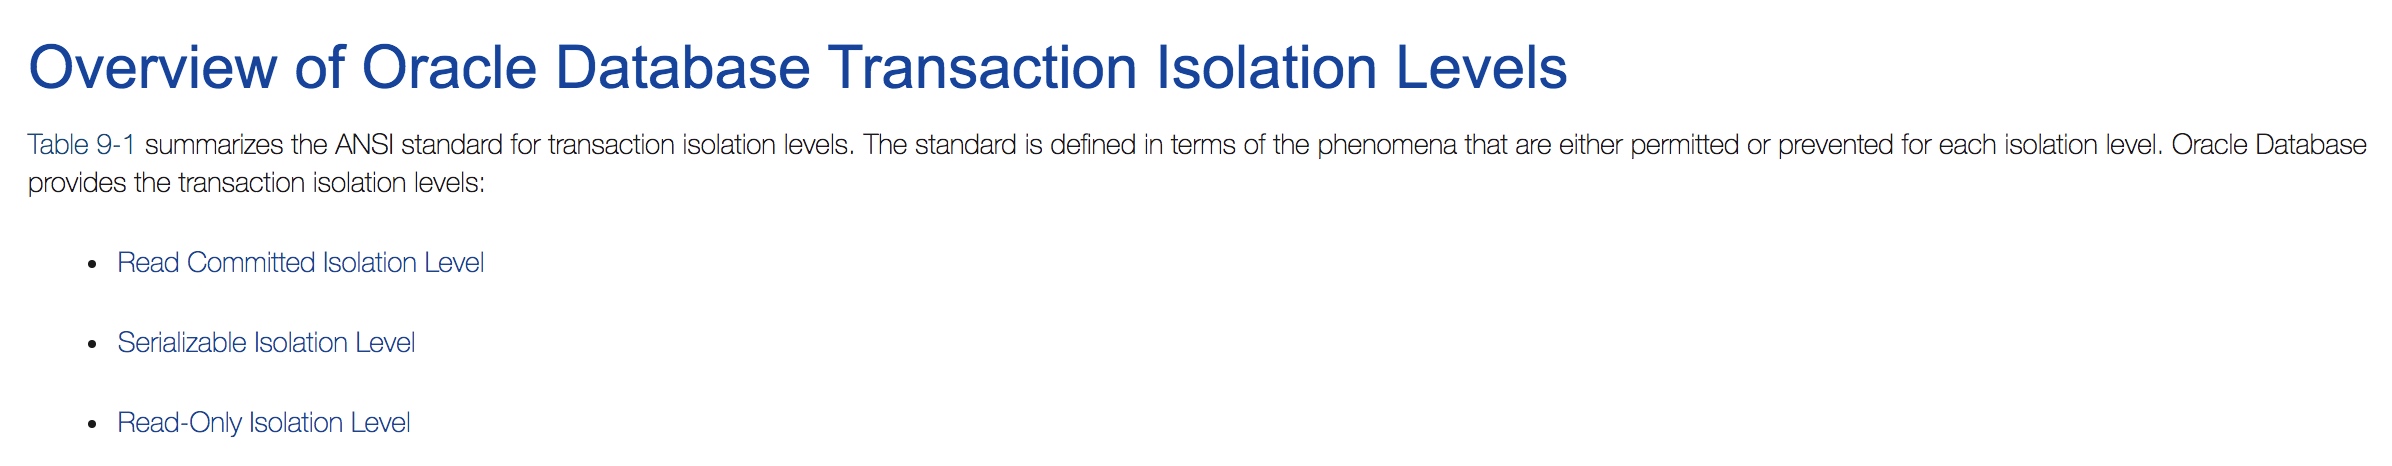 Overview of Oracle Database Transaction Isolation Levels
Table 9-1 summarizes the ANSI standard for transaction isolation levels. The standard is defined in terms of the phenomena that are either permitted or prevented for each isolation level. Oracle Database
provides the transaction isolation levels:
• Read Committed Isolation Level
• Serializable Isolation Level
• Read-Only Isolation Level